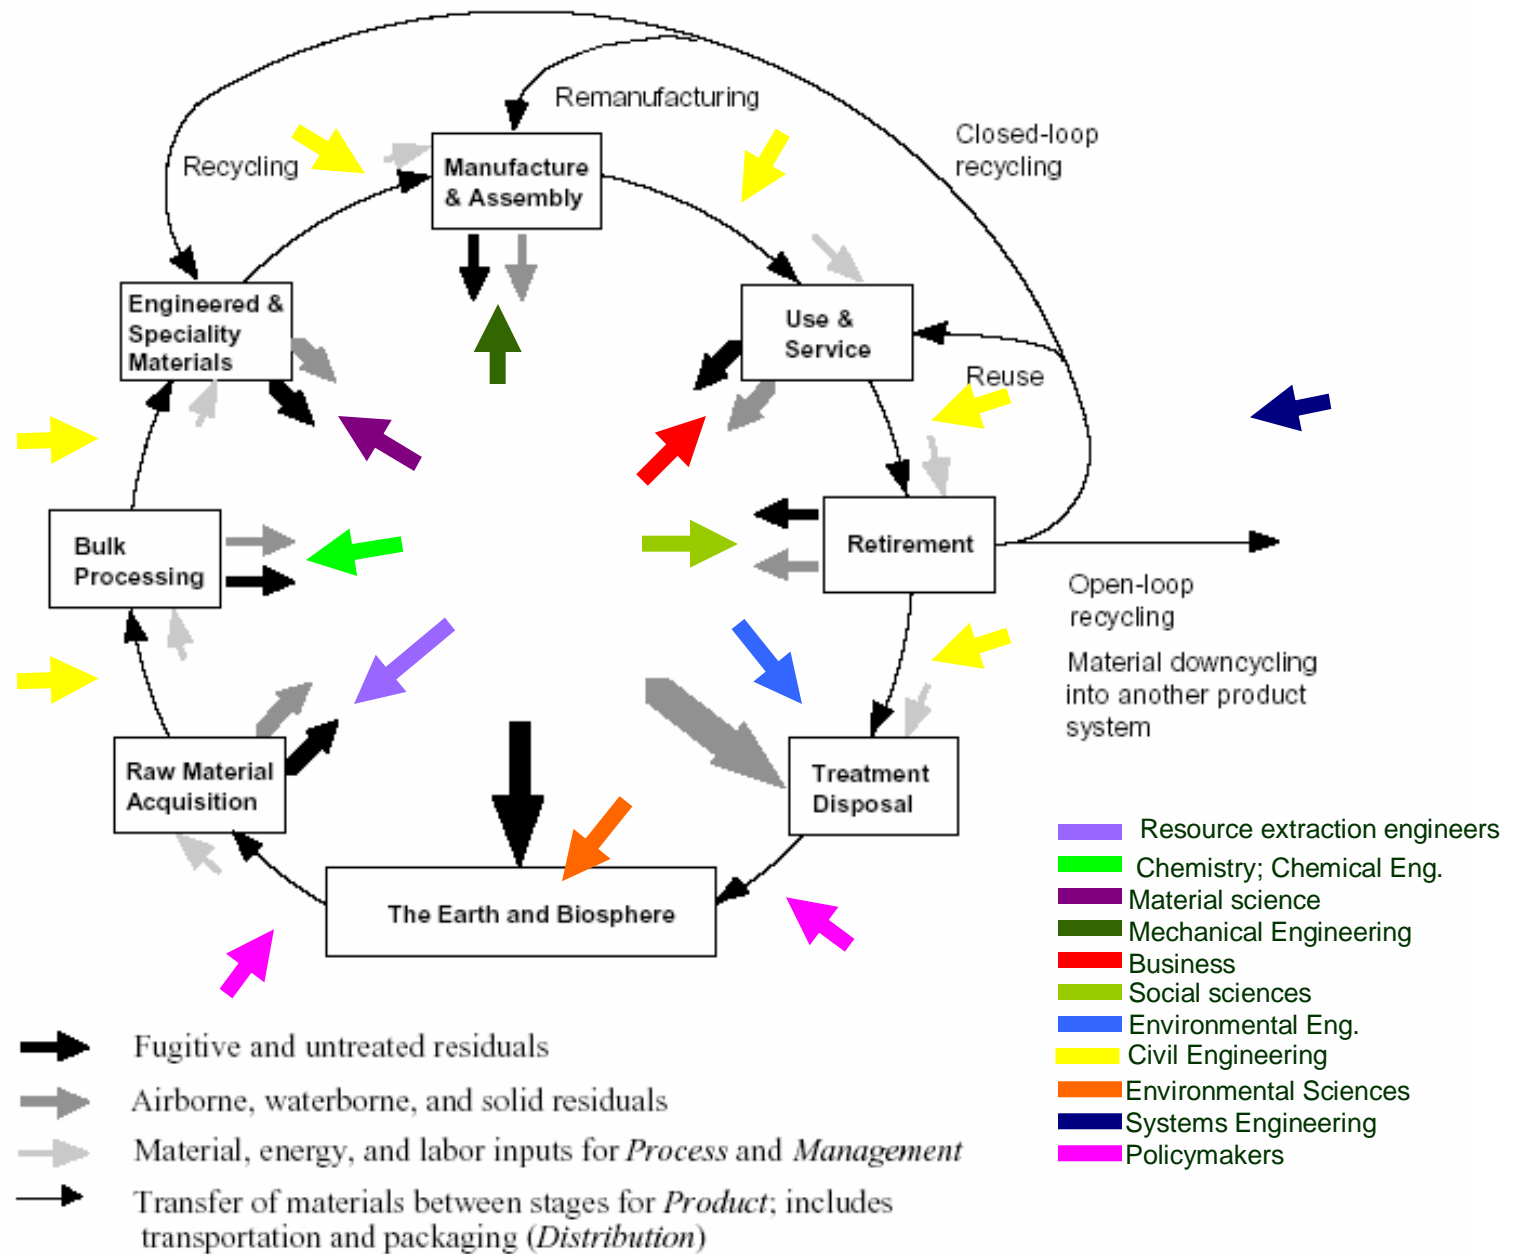 Remanufacturing
Recycling
Manufacture
& Assembly
Closed-loop
recycling
Engineered &
Speciality
Materials
Use &
Service
Reuse
Bulk
Processing
Retirement
Open-loop
recycling
Material downcycling
into another product
system
Raw Material
Acquisition
Treatment
Disposal
The Earth and Biosphere
Resource extraction engineers
Chemistry; Chemical Eng.
Material science
Mechanical Engineering
Business
Social sciences
Environmental Eng.
Civil Engineering
Environmental Sciences
Systems Engineering
Policymakers
Fugitive and untreated residuals
Airborne, waterborne, and solid residuals
Material, energy, and labor inputs for Process and Management
Transfer of materials between stages for Product; includes
transportation and packaging (Distribution)